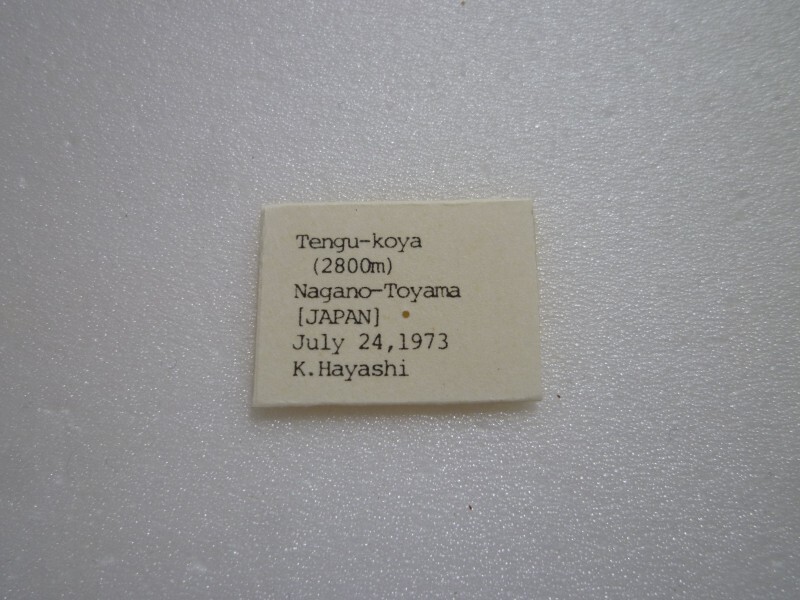 Tengu-koya
(2800m)
Nagano-Toyama
[JAPAN]
July 24,1973
K.Hayashi